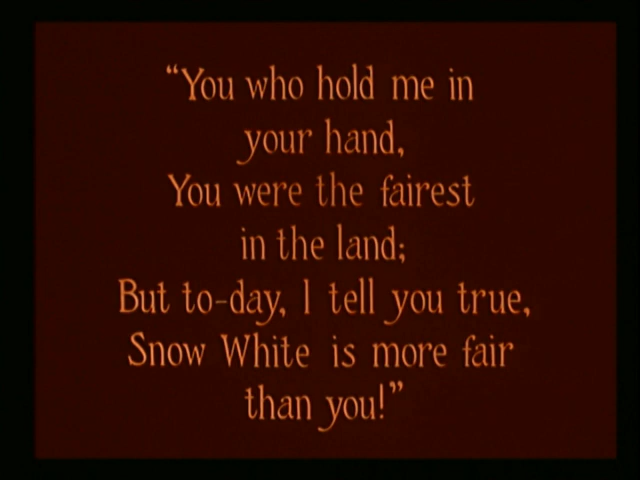 “You who hold me in
your hand,
You were the fairest
in the land;
But to-day, I tell you true,
Snow White is more fair
than you!”